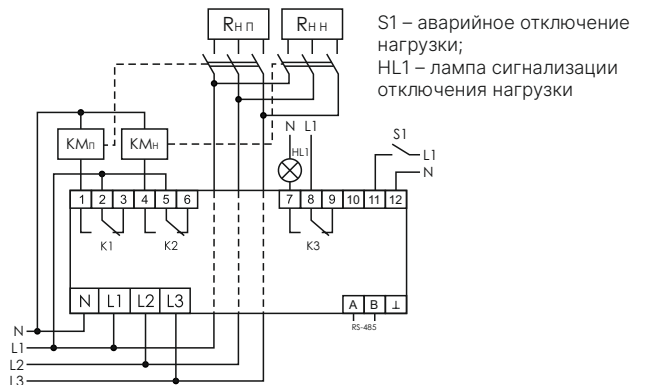 Rн п
Rн н
S1 – аварийное отключение
нагрузки;
HL1 – лампа сигнализации
отключения нагрузки
N L1
S1
HL1
L1
N
KMп
KMн
1 2 3 4 5 6 7 8 9 10 11 12
K1 K2 K3
N L1 L2 L3
A B ⊥
RS-485
N
L1
L2
L3